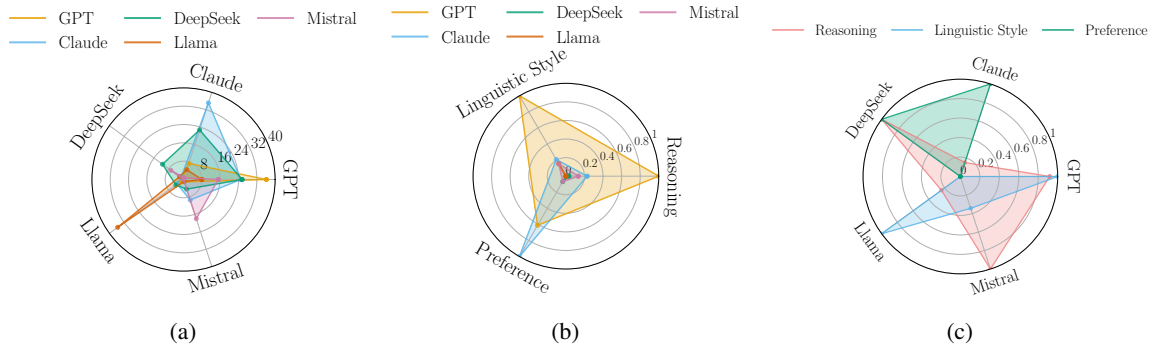 GPT DeepSeek Mistral
Claude Llama
Claude
DeepSeek
GPT
Llama
Mistral
8 16 24 32 40
(a)
GPT DeepSeek Mistral
Claude Llama
Linguistic Style
Reasoning
Preference
0 0.2 0.4 0.6 0.8 1
(b)
Reasoning Linguistic Style Preference
Claude
DeepSeek
GPT
Llama
Mistral
0 0.2 0.4 0.6 0.8 1
(c)